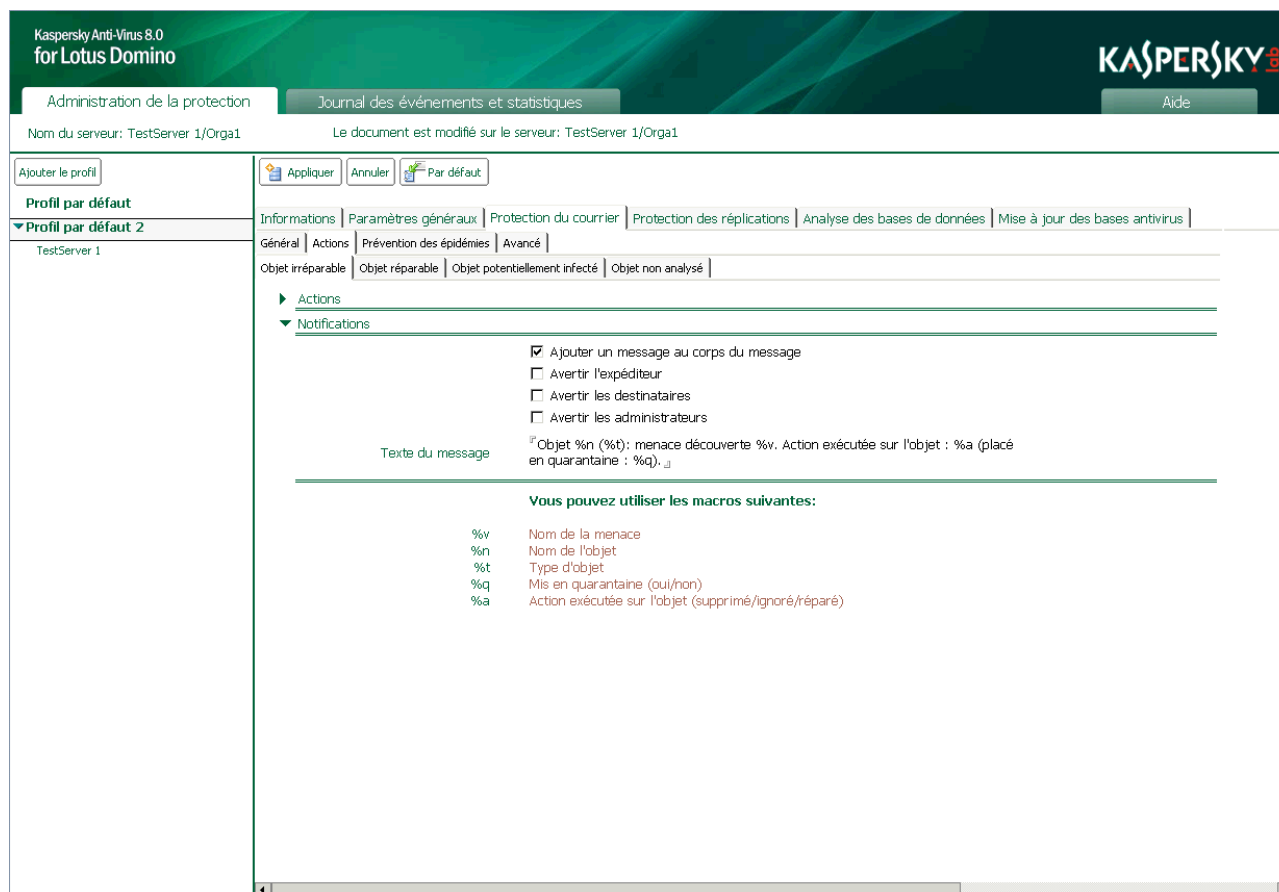 Kaspersky Anti-Virus 8.0
for Lotus Domino
KASPERSKY lab
Administration de la protection
Journal des événements et statistiques
Aide
Nom du serveur: TestServer 1/Orga1
Le document est modifié sur le serveur: TestServer 1/Orga1
Ajouter le profil
Profil par défaut
Profil par défaut 2
TestServer 1
Appliquer
Annuler
Par défaut
Informations
Paramètres généraux
Protection du courrier
Protection des réplications
Analyse des bases de données
Mise à jour des bases antivirus
Général
Actions
Prévention des épidémies
Avancé
Objet irréparable
Objet réparable
Objet potentiellement infecté
Objet non analysé
Actions
Notifications
Ajouter un message au corps du message
Avertir l'expéditeur
Avertir les destinataires
Avertir les administrateurs
Texte du message
Objet %n (%t): menace découverte %v. Action exécutée sur l'objet : %a (placé
en quarantaine : %q).
Vous pouvez utiliser les macros suivantes:
%v Nom de la menace
%n Nom de l'objet
%t Type d'objet
%q Mis en quarantaine (oui/non)
%a Action exécutée sur l'objet (supprimé/ignoré/réparé)